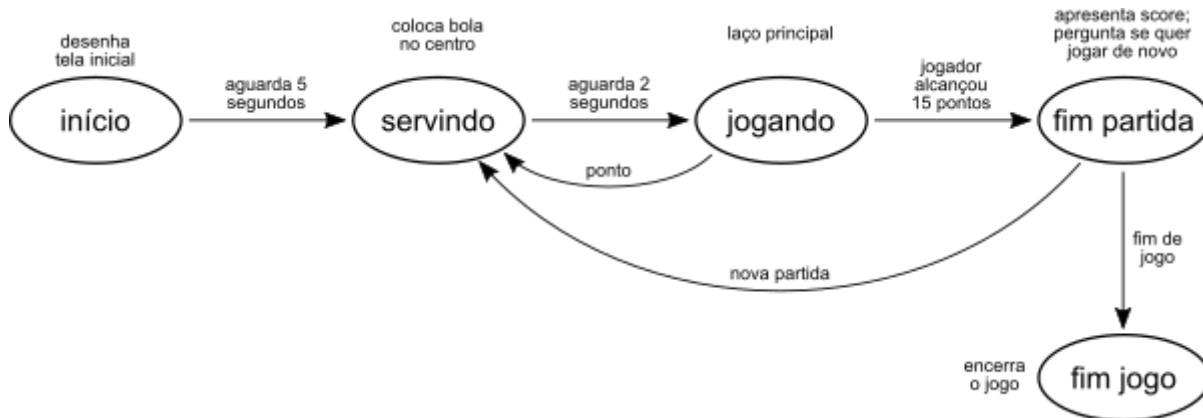 desenha
tela inicial
início
aguarda 5
segundos
coloca bola
no centro
servindo
aguarda 2
segundos
laço principal
jogando
ponto
jogador
alcançou
15 pontos
apresenta score;
pergunta se quer
jogar de novo
fim partida
nova partida
fim de
jogo
encerra
o jogo
fim jogo